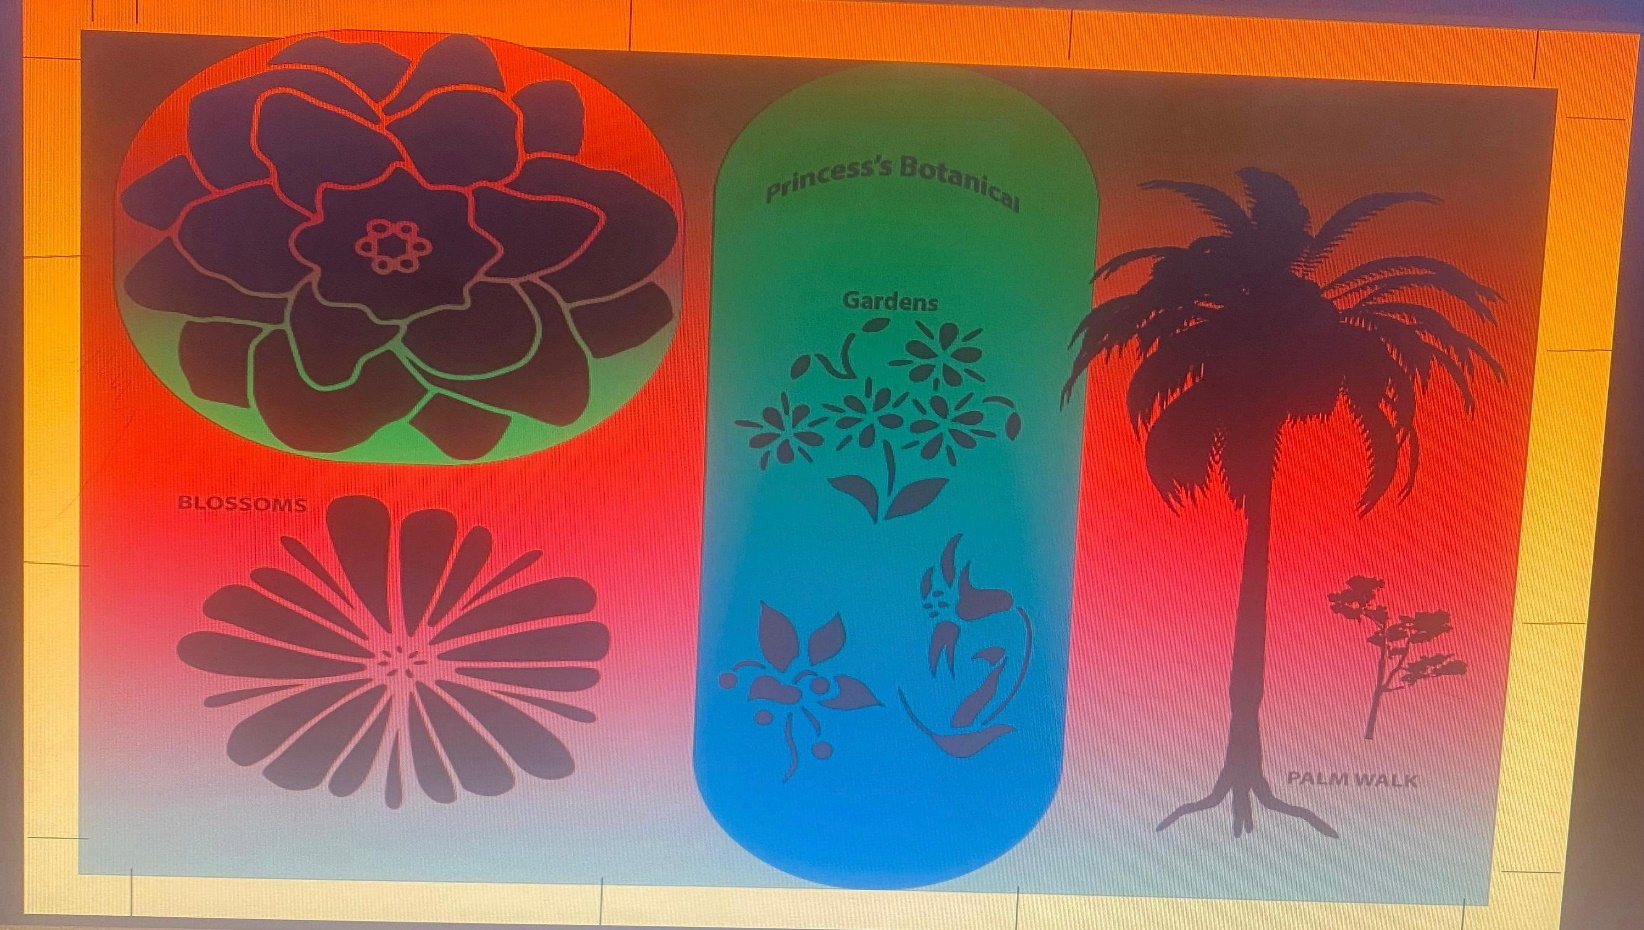 Princess's Botanical
Gardens
BLOSSOMS
PALM WALK